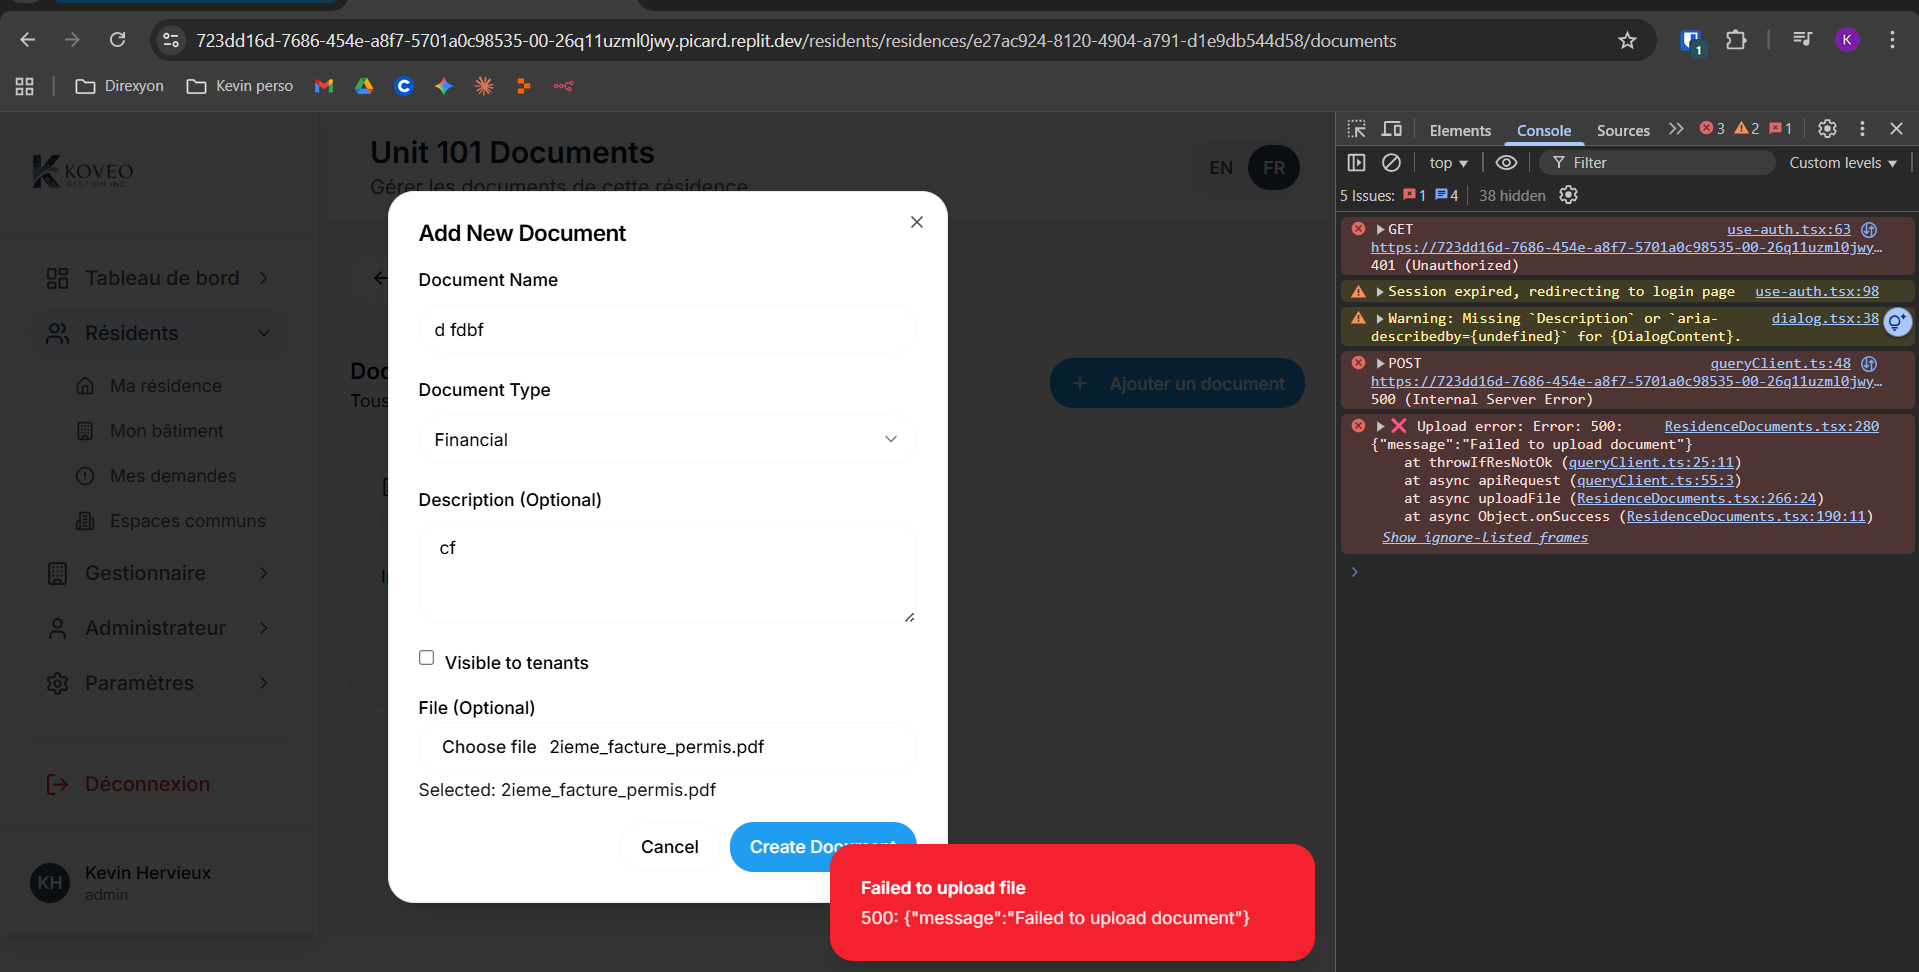 723dd16d-7686-454e-a8f7-5701a0c98535-00-26q11uzml0jwy.picard.replit.dev/residents/residences/e27ac924-8120-4904-a791-d1e9db544d58/documents
1
K
Direxyon
Kevin perso
KOVEO
GESTION INC.
Tableau de bord
Résidents
Ma résidence
Mon bâtiment
Mes demandes
Espaces communs
Gestionnaire
Administrateur
Paramètres
Déconnexion
KH
Kevin Hervieux
admin
Unit 101 Documents
Gérer les documents de cette résidence
EN
FR
Doc
Tous
Ajouter un document
Add New Document
Document Name
d fdbf
Document Type
Financial
Description (Optional)
cf
Visible to tenants
File (Optional)
Choose file 2ieme_facture_permis.pdf
Selected: 2ieme_facture_permis.pdf
Cancel
Create Document
Failed to upload file
500: {"message":"Failed to upload document"}
Elements
Console
Sources
3
2
1
top
Filter
Custom levels
5 Issues: 1 4
38 hidden
GET use-auth.tsx:63
https://723dd16d-7686-454e-a8f7-5701a0c98535-00-26q11uzml0jwy…
401 (Unauthorized)
Session expired, redirecting to login page use-auth.tsx:98
Warning: Missing `Description` or `aria- dialog.tsx:38
describedby={undefined}` for {DialogContent}.
POST queryClient.ts:48
https://723dd16d-7686-454e-a8f7-5701a0c98535-00-26q11uzml0jwy…
500 (Internal Server Error)
❌ Upload error: Error: 500: ResidenceDocuments.tsx:280
{"message":"Failed to upload document"}
at throwIfResNotOk (queryClient.ts:25:11)
at async apiRequest (queryClient.ts:55:3)
at async uploadFile (ResidenceDocuments.tsx:266:24)
at async Object.onSuccess (ResidenceDocuments.tsx:190:11)
Show ignore-listed frames